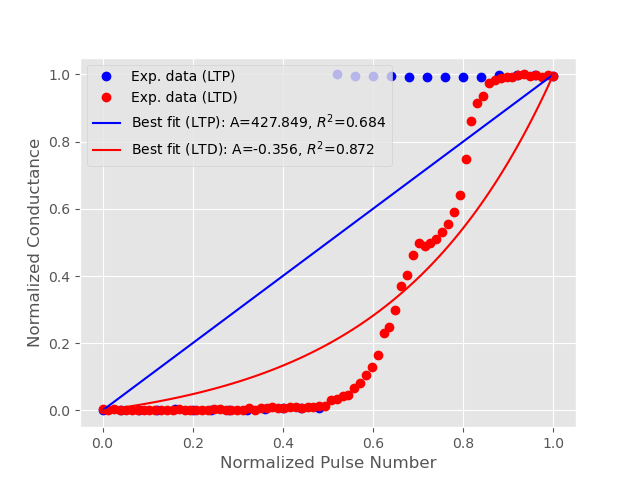 Exp. data (LTP)
Exp. data (LTD)
Best fit (LTP): A=427.849, R²=0.684
Best fit (LTD): A=-0.356, R²=0.872
Normalized Conductance
1.0
0.8
0.6
0.4
0.2
0.0
0.0 0.2 0.4 0.6 0.8 1.0
Normalized Pulse Number